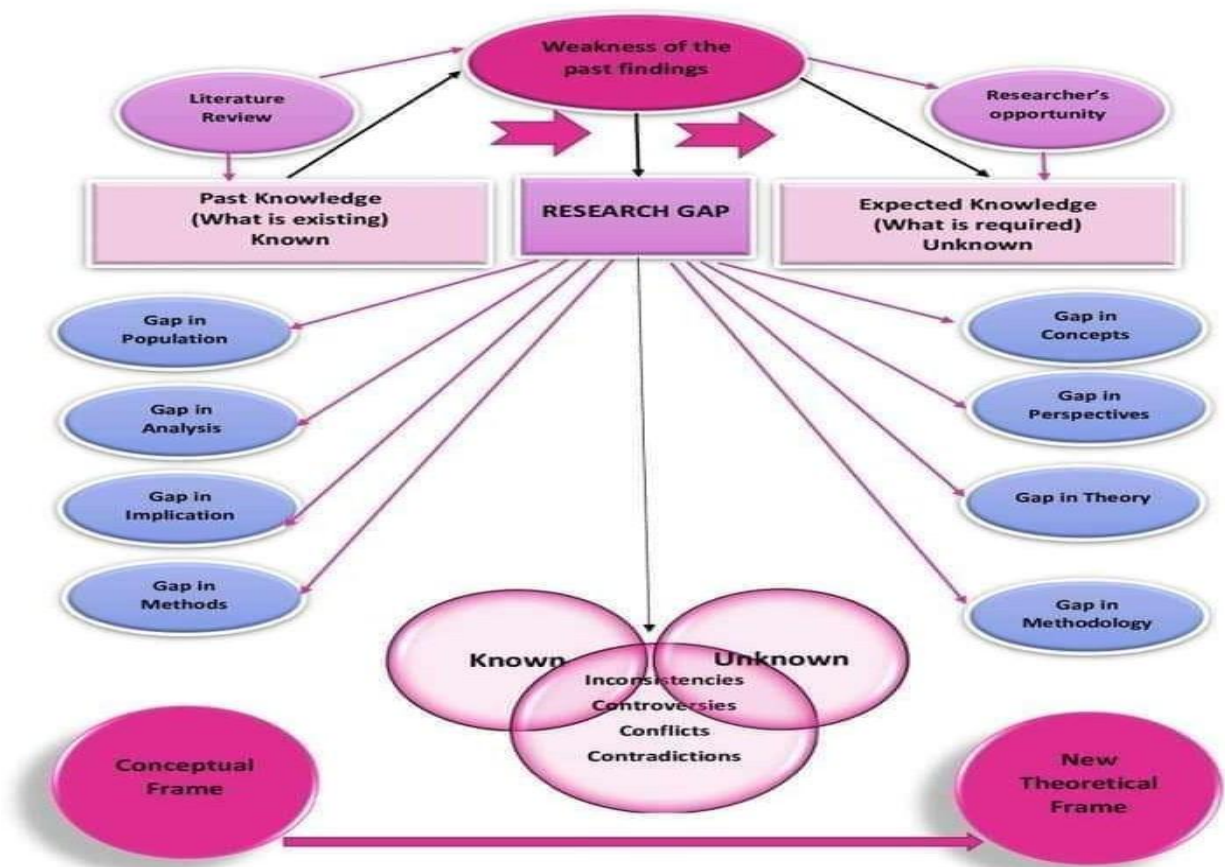 Weakness of the
past findings
Literature
Review
Researcher's
opportunity
Past Knowledge
(What is existing)
Known
RESEARCH GAP
Expected Knowledge
(What is required)
Unknown
Gap in
Population
Gap in
Analysis
Gap in
Implication
Gap in
Methods
Gap in
Concepts
Gap in
Perspectives
Gap in Theory
Gap in
Methodology
Known
Unknown
Inconsistencies
Controversies
Conflicts
Contradictions
Conceptual
Frame
New
Theoretical
Frame